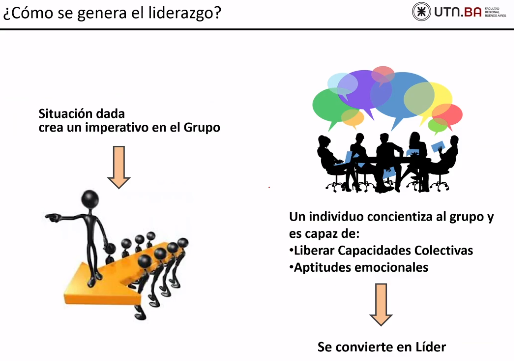 ¿Cómo se genera el liderazgo?
UTN.BA
Situación dada
crea un imperativo en el Grupo
Un individuo concientiza al grupo y
es capaz de:
•Liberar Capacidades Colectivas
•Aptitudes emocionales
Se convierte en Líder